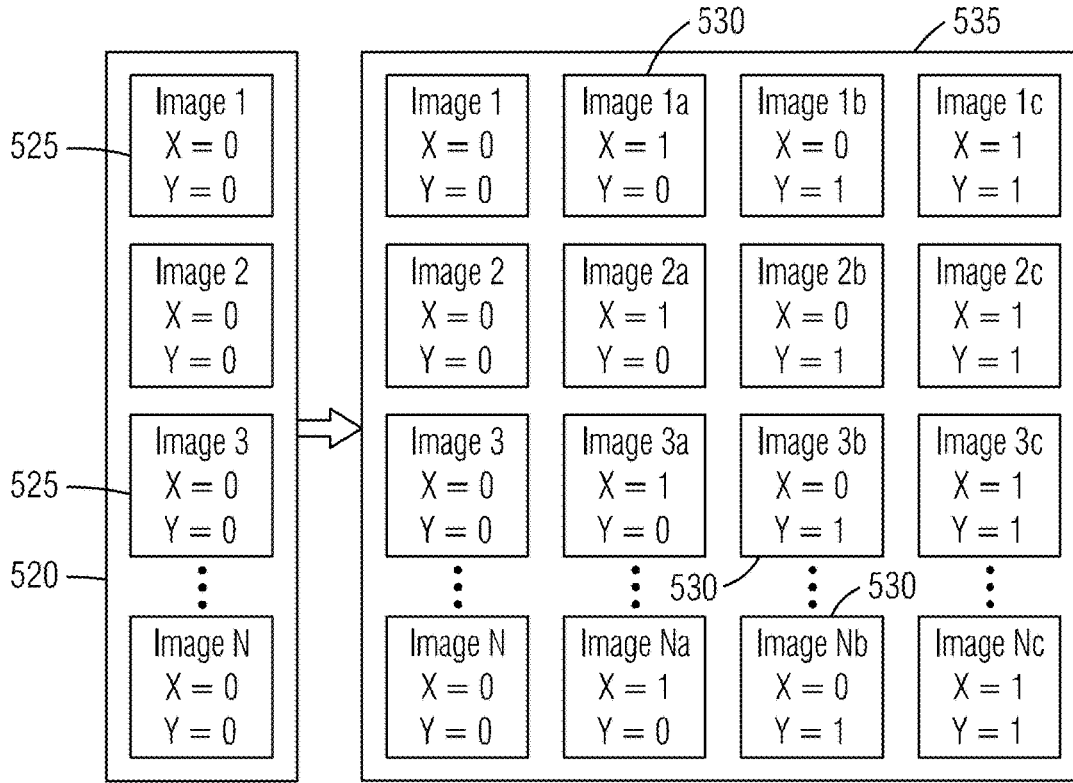 530
535
Image 1
X = 0
Y = 0
Image 1
X = 0
Y = 0
Image 1a
X = 1
Y = 0
Image 1b
X = 0
Y = 1
Image 1c
X = 1
Y = 1
525
Image 2
X = 0
Y = 0
Image 2
X = 0
Y = 0
Image 2a
X = 1
Y = 0
Image 2b
X = 0
Y = 1
Image 2c
X = 1
Y = 1
Image 3
X = 0
Y = 0
Image 3
X = 0
Y = 0
Image 3a
X = 1
Y = 0
Image 3b
X = 0
Y = 1
Image 3c
X = 1
Y = 1
525
520
530
530
Image N
X = 0
Y = 0
Image N
X = 0
Y = 0
Image Na
X = 1
Y = 0
Image Nb
X = 0
Y = 1
Image Nc
X = 1
Y = 1